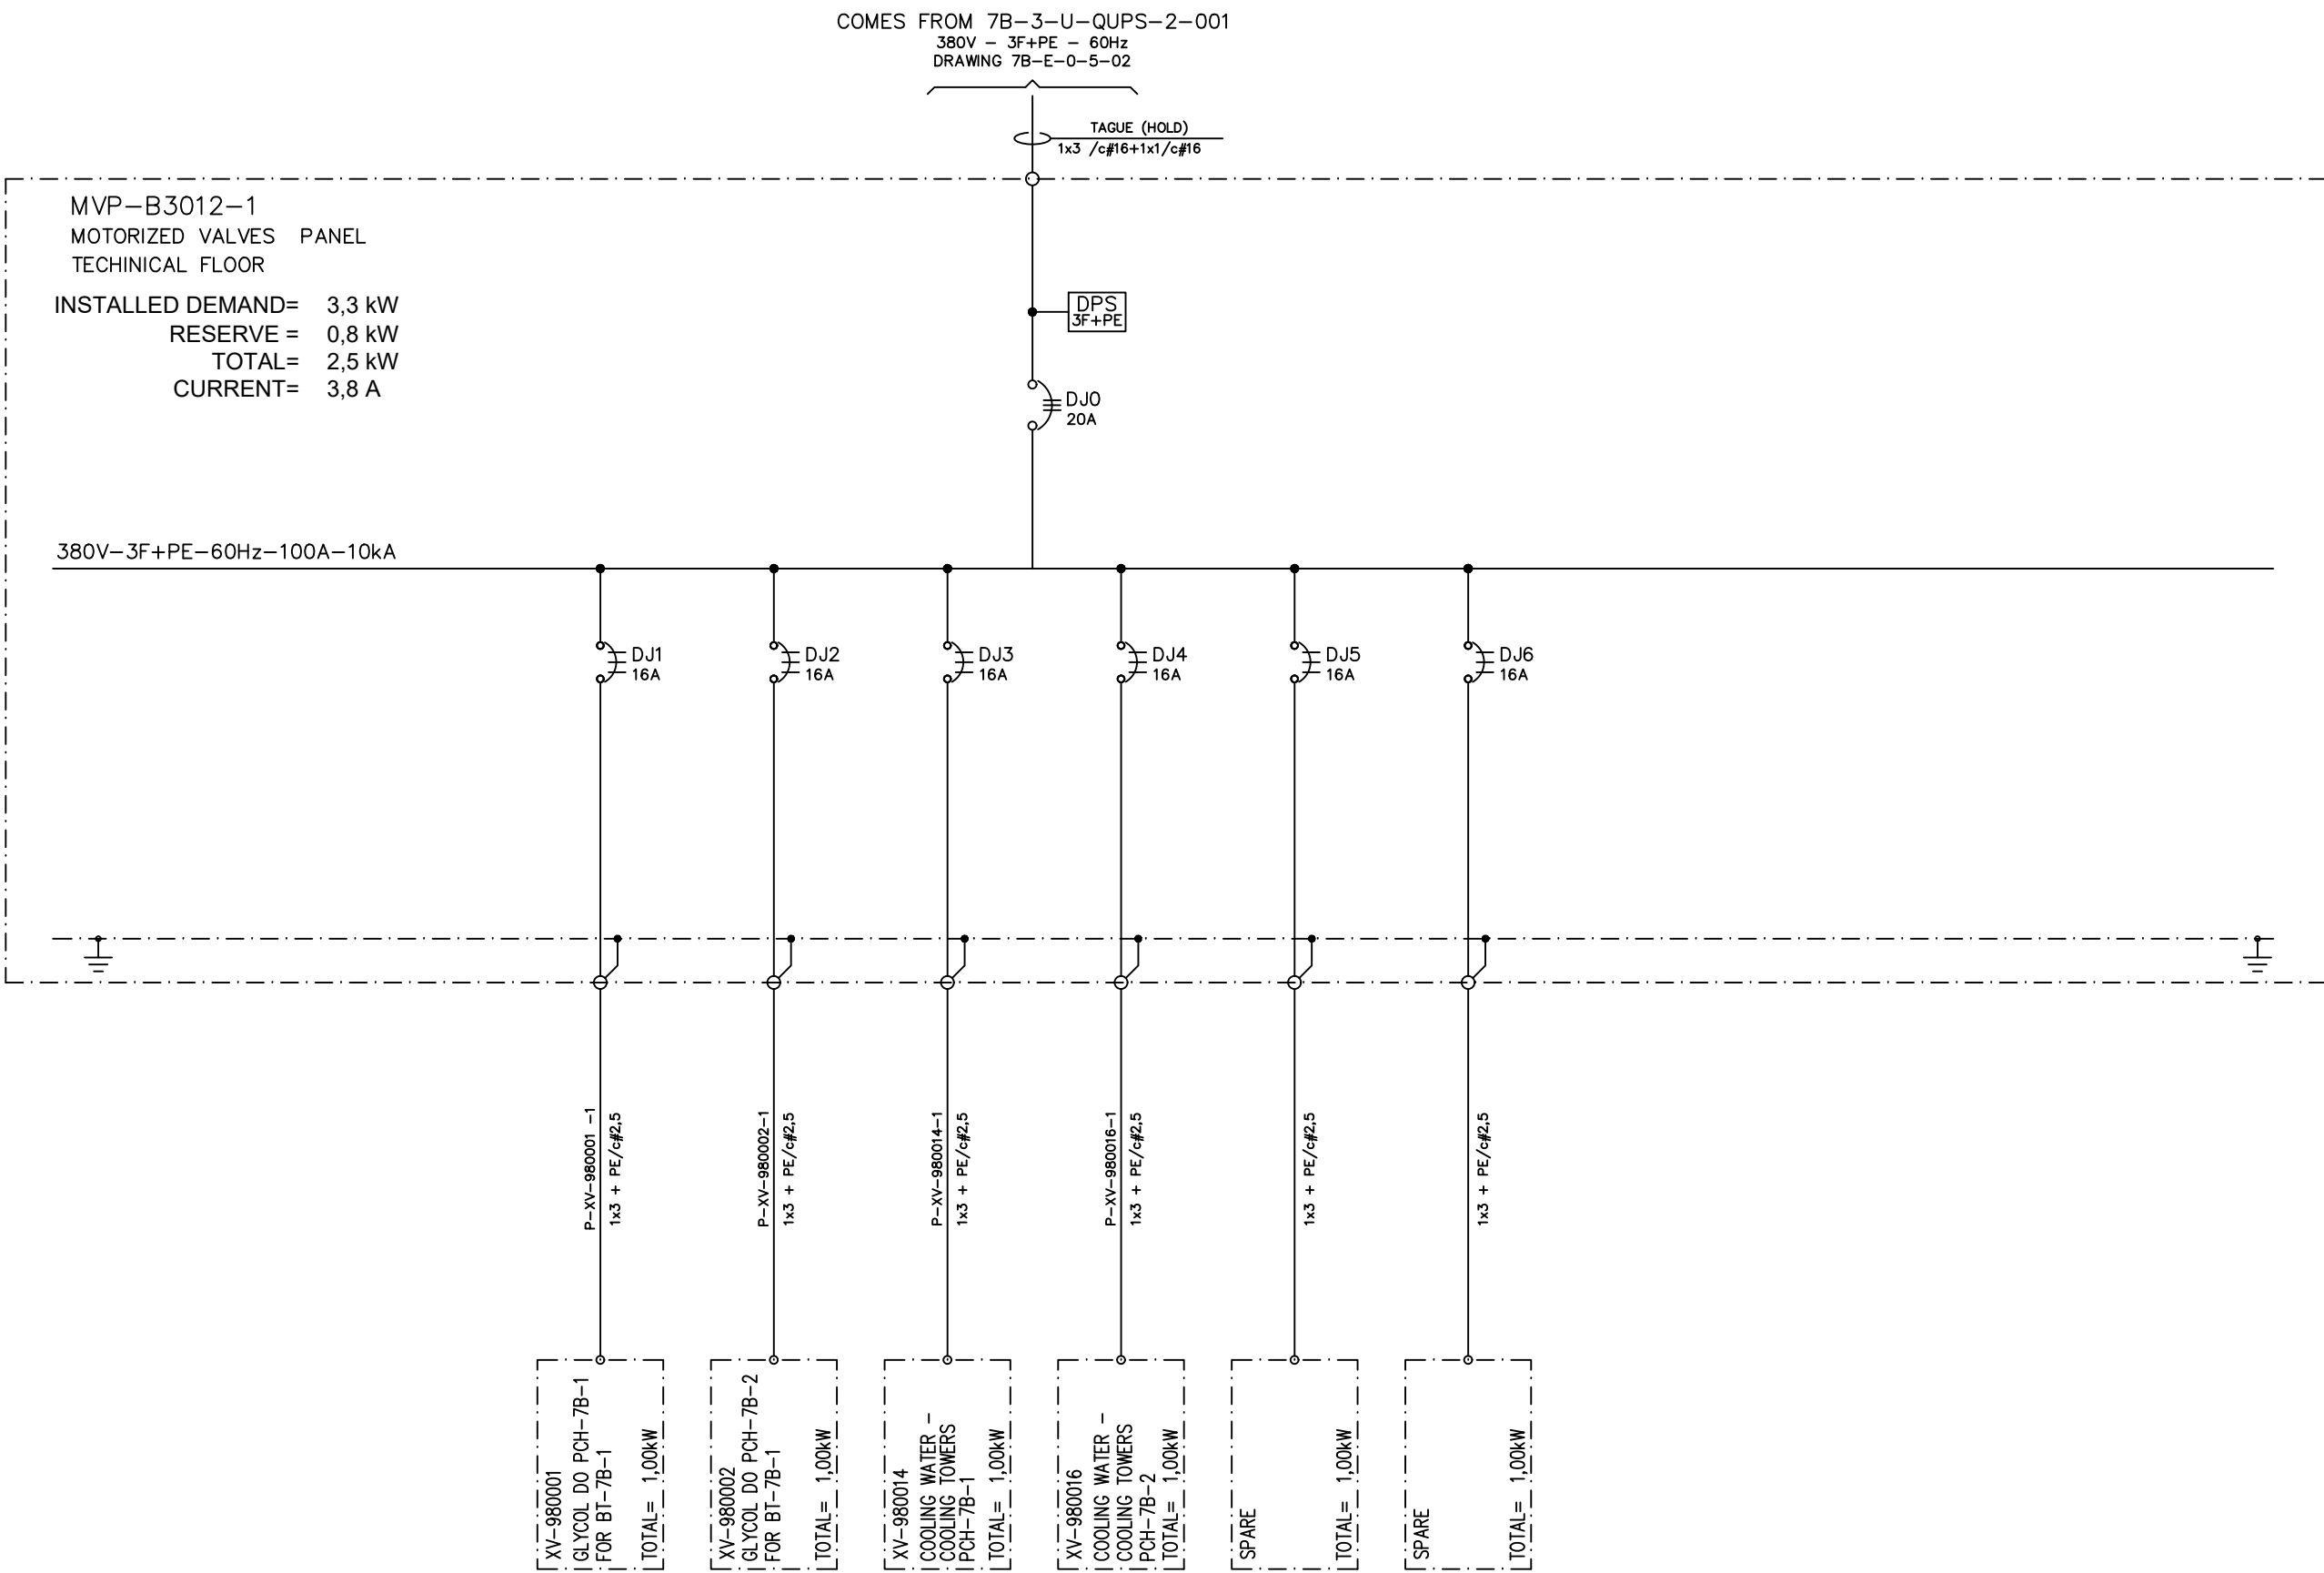 COMES FROM 7B-3-U-QUPS-2-001
380V - 3F+PE - 60Hz
DRAWING 7B-E-0-5-02
TAGUE (HOLD)
1x3 /c#16+1x1/c#16
MVP-B3012-1
MOTORIZED VALVES PANEL
TECHINICAL FLOOR
INSTALLED DEMAND= 3,3 kW
RESERVE = 0,8 kW
TOTAL= 2,5 kW
CURRENT= 3,8 A
DPS
3F+PE
DJ0
20A
380V-3F+PE-60Hz-100A-10kA
DJ1
16A
DJ2
16A
DJ3
16A
DJ4
16A
DJ5
16A
DJ6
16A
P-XV-980001 -1
1x3 + PE/c#2,5
P-XV-980002-1
1x3 + PE/c#2,5
P-XV-980014-1
1x3 + PE/c#2,5
P-XV-980016-1
1x3 + PE/c#2,5
1x3 + PE/c#2,5
1x3 + PE/c#2,5
XV-980001
GLYCOL DO PCH-7B-1
FOR BT-7B-1
TOTAL= 1,00kW
XV-980002
GLYCOL DO PCH-7B-2
FOR BT-7B-1
TOTAL= 1,00kW
XV-980014
COOLING WATER -
COOLING TOWERS
PCH-7B-1
TOTAL= 1,00kW
XV-980016
COOLING WATER -
COOLING TOWERS
PCH-7B-2
TOTAL= 1,00kW
SPARE
TOTAL= 1,00kW
SPARE
TOTAL= 1,00kW